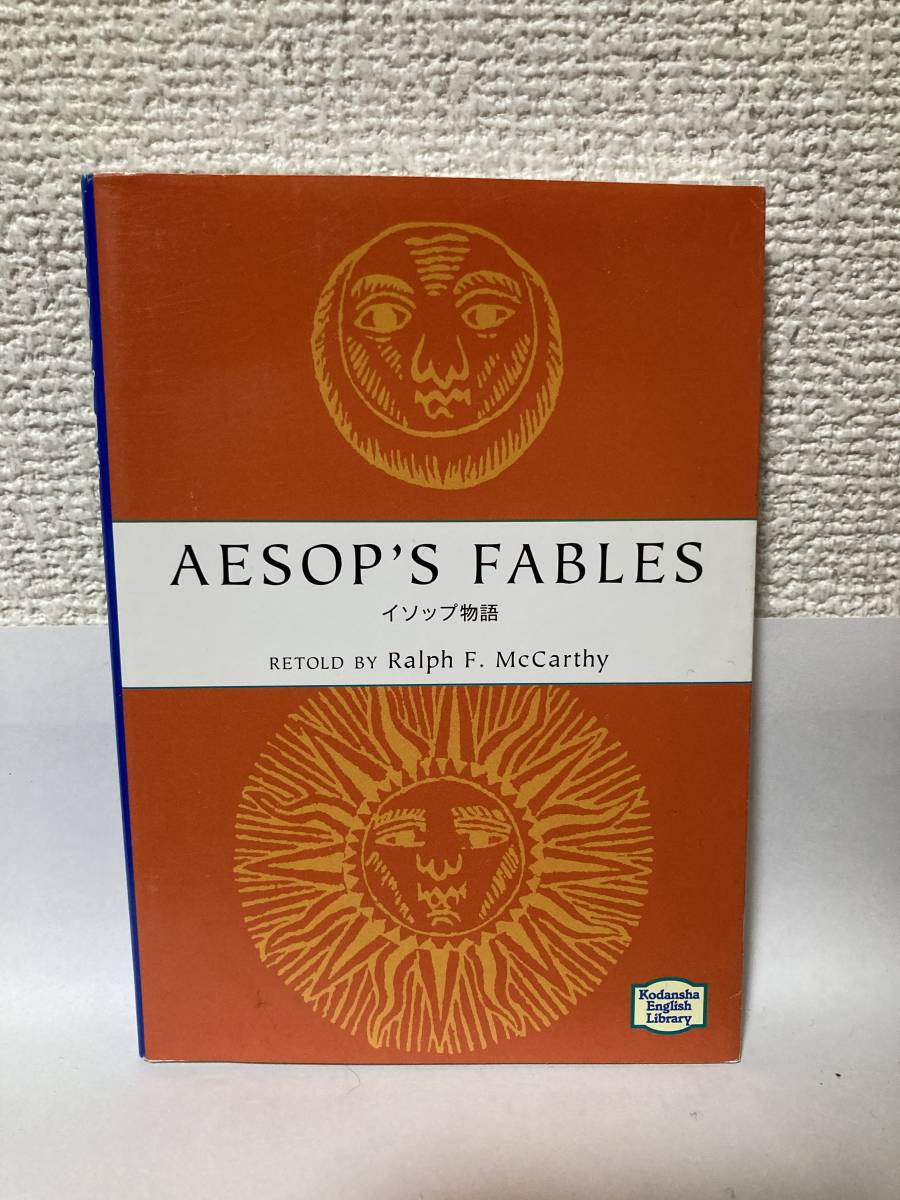 AESOP'S FABLES
イソップ物語
RETOLD BY Ralph F. McCarthy
Kodansha
English
Library